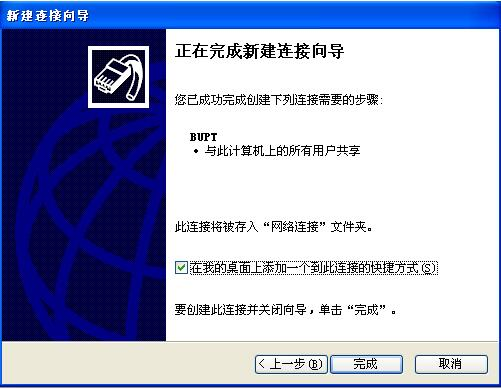 新建连接向导
正在完成新建连接向导
您已成功完成创建下列连接需要的步骤:
BUPT
• 与此计算机上的所有用户共享
此连接将被存入“网络连接”文件夹。
在我的桌面上添加一个到此连接的快捷方式(S)
要创建此连接并关闭向导，单击“完成”。
< 上一步(B) 完成 取消